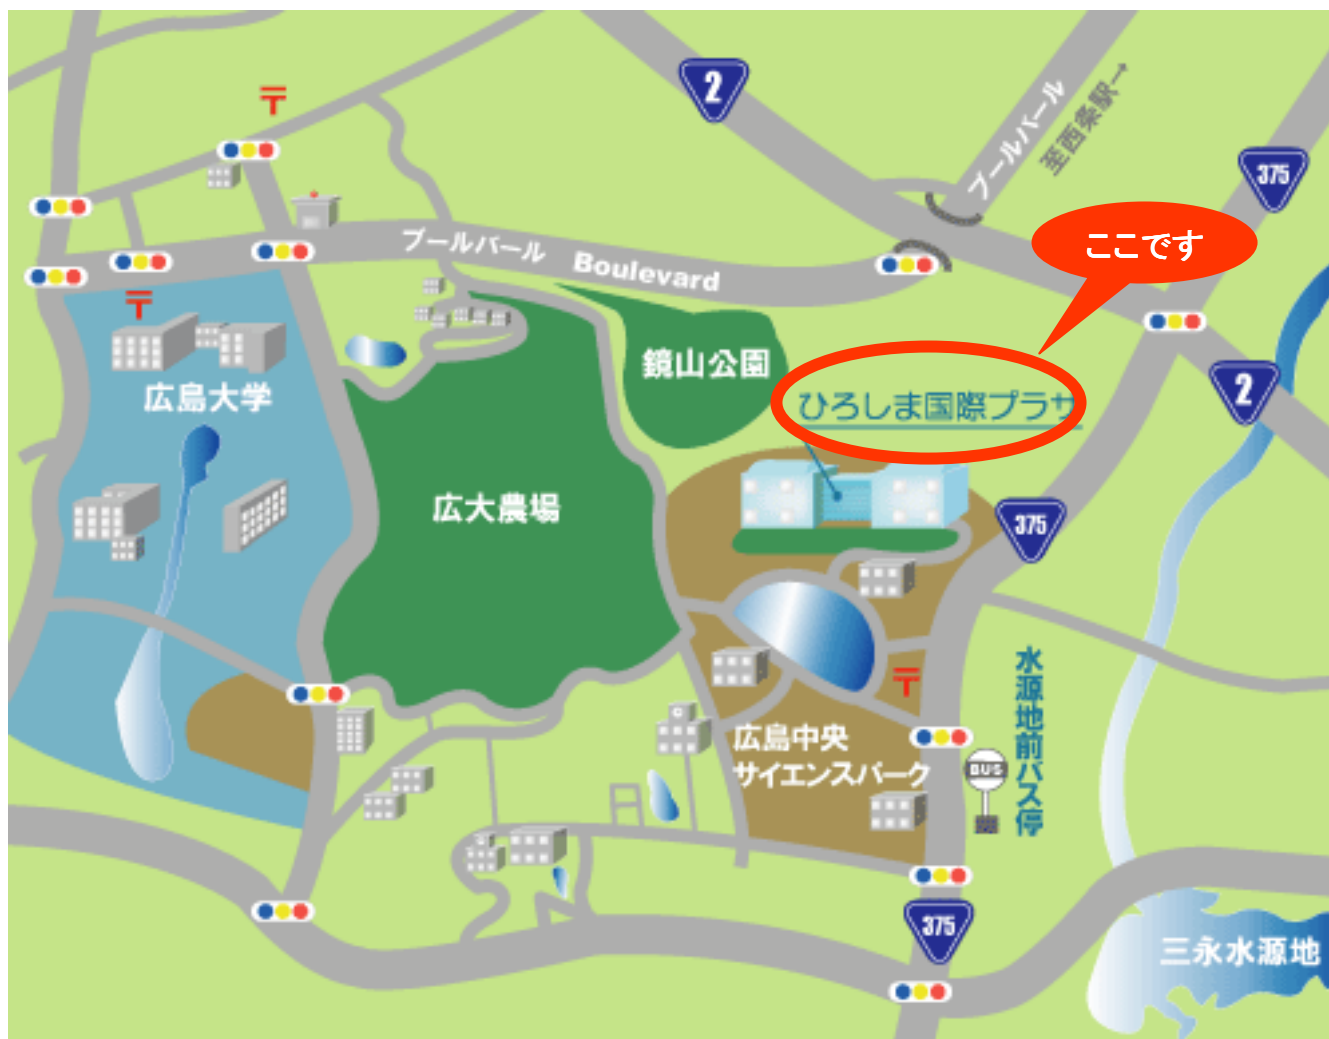 2
ブールバール
至西条駅→
375
ここです
ブールバール Boulevard
2
鏡山公園
ひろしま国際プラザ
広島大学
広大農場
375
水源地前バス停
広島中央
サイエンスパーク
BUS
375
三永水源地